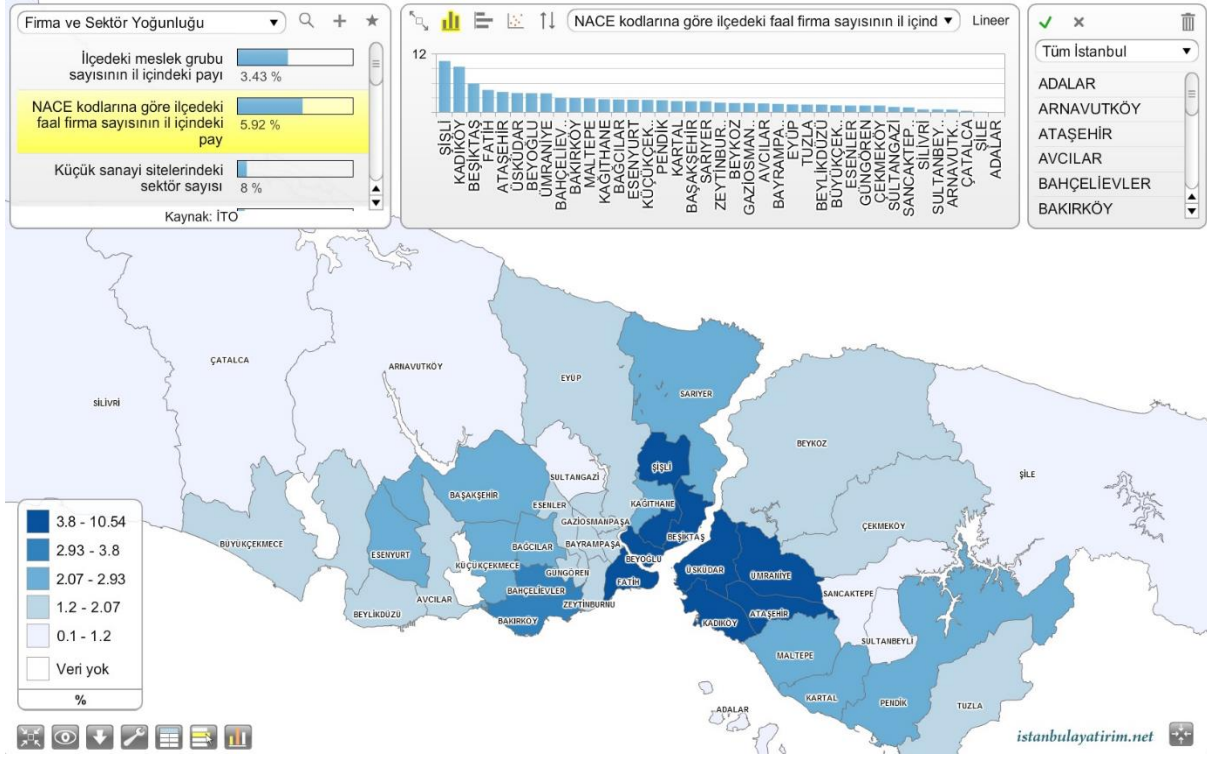 Firma ve Sektör Yoğunluğu
İlçedeki meslek grubu
sayısının il içindeki payı
3.43 %
NACE kodlarına göre ilçedeki
faal firma sayısının il içindeki
pay
5.92 %
Küçük sanayi sitelerindeki
sektör sayısı
8 %
Kaynak: İTO
NACE kodlarına göre ilçedeki faal firma sayısının il içind
Lineer
12
ŞİŞLİ
KADIKÖY
BEŞİKTAŞ
FATİH
ATAŞEHİR
ÜSKÜDAR
BEYOĞLU
ÜMRANİYE
BAHÇELİEV..
BAKIRKÖY
MALTEPE
KAĞITHANE
BAĞCILAR
ESENYURT
KÜÇÜKÇEK..
PENDİK
KARTAL
BAŞAKŞEHİR
SARIYER
ZEYTİNBUR..
BEYKOZ
GAZİOSMAN..
AVCILAR
BAYRAMPA..
EYÜP
TUZLA
BEYLİKDÜZÜ
BÜYÜKÇEK..
ESENLER
GÜNGÖREN
ÇEKMEKÖY
SULTANGAZİ
SANCAKTEP..
SİLİVRİ
SULTANBEY..
ARNAVUTK..
ÇATALCA
ŞİLE
ADALAR
Tüm İstanbul
ADALAR
ARNAVUTKÖY
ATAŞEHİR
AVCILAR
BAHÇELİEVLER
BAKIRKÖY
ÇATALCA
ARNAVUTKÖY
EYÜP
SARIYER
SİLİVRİ
BEYKOZ
ŞİLE
ŞİŞLİ
SULTANGAZİ
BAŞAKŞEHİR
ESENLER
KAĞITHANE
GAZİOSMANPAŞA
ÇEKMEKÖY
BEŞİKTAŞ
BÜYÜKÇEKMECE
ESENYURT
BAĞCILAR
BAYRAMPAŞA
BEYOĞLU
KÜÇÜKÇEKMECE
GÜNGÖREN
ÜSKÜDAR
ÜMRANİYE
FATİH
BAHÇELİEVLER
SANCAKTEPE
AVCILAR
ZEYTİNBURNU
BEYLİKDÜZÜ
BAKIRKÖY
ATAŞEHİR
KADIKÖY
SULTANBEYLİ
MALTEPE
KARTAL
PENDİK
TUZLA
ADALAR
3.8 - 10.54
2.93 - 3.8
2.07 - 2.93
1.2 - 2.07
0.1 - 1.2
Veri yok
%
istanbulayatirim.net